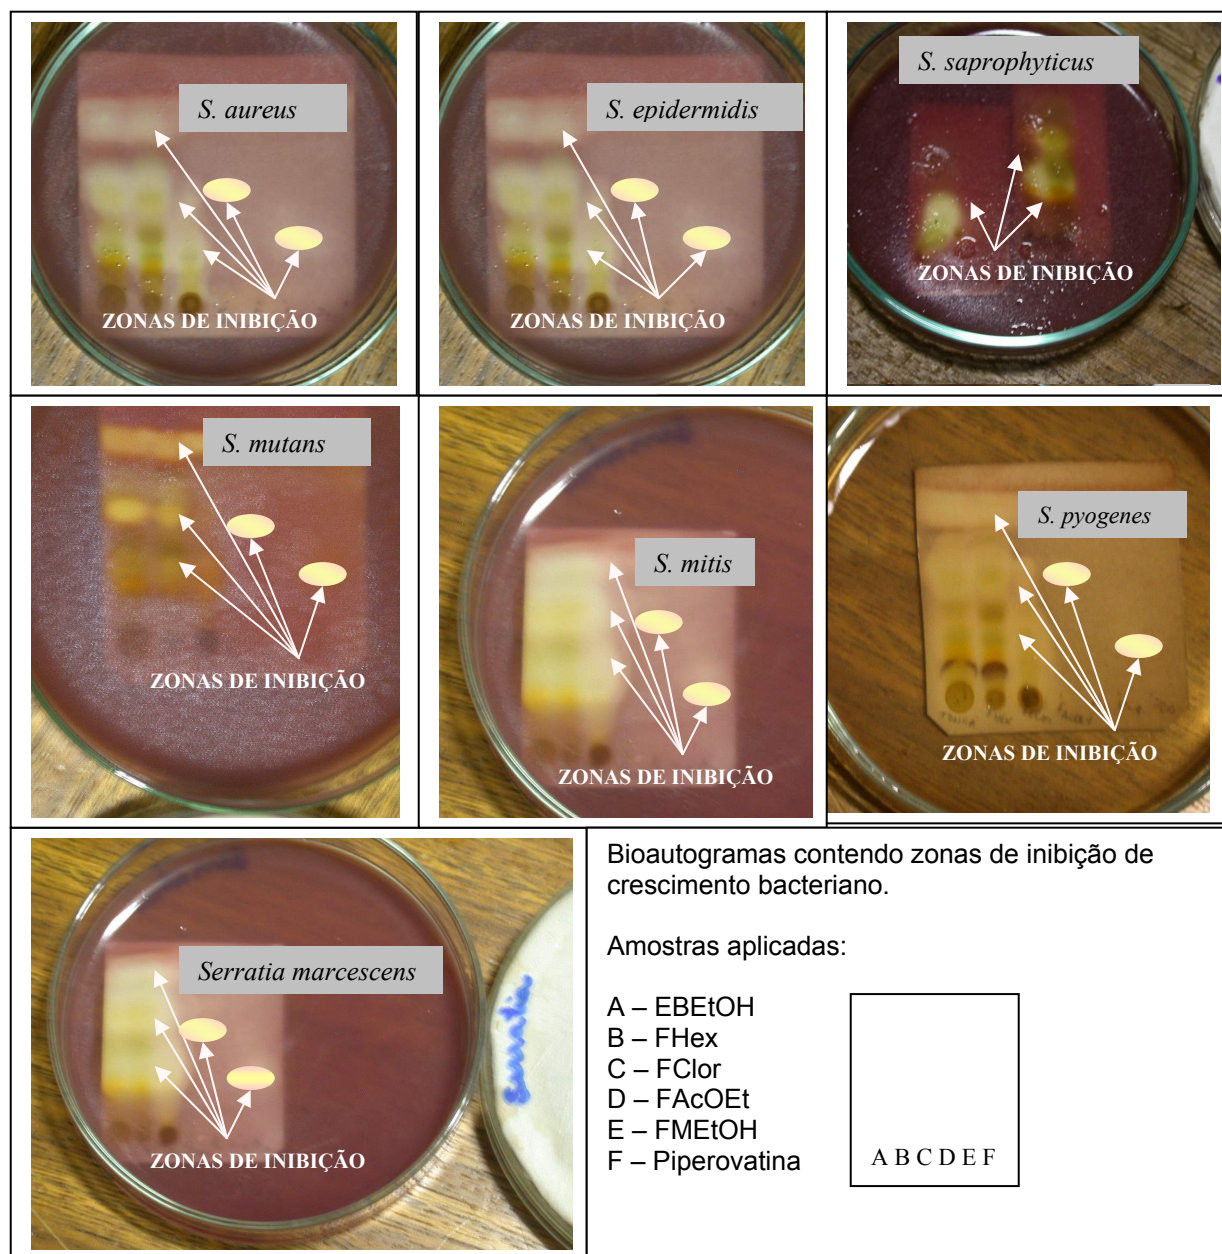 S. aureus
ZONAS DE INIBIÇÃO
S. epidermidis
ZONAS DE INIBIÇÃO
S. saprophyticus
ZONAS DE INIBIÇÃO
S. mutans
ZONAS DE INIBIÇÃO
S. mitis
ZONAS DE INIBIÇÃO
S. pyogenes
ZONAS DE INIBIÇÃO
Serratia marcescens
ZONAS DE INIBIÇÃO
Serratia
Bioautogramas contendo zonas de inibição de
crescimento bacteriano.
Amostras aplicadas:
A – EBEtOH
B – FHex
C – FClor
D – FAcOEt
E – FMEtOH
F – Piperovatina
A B C D E F